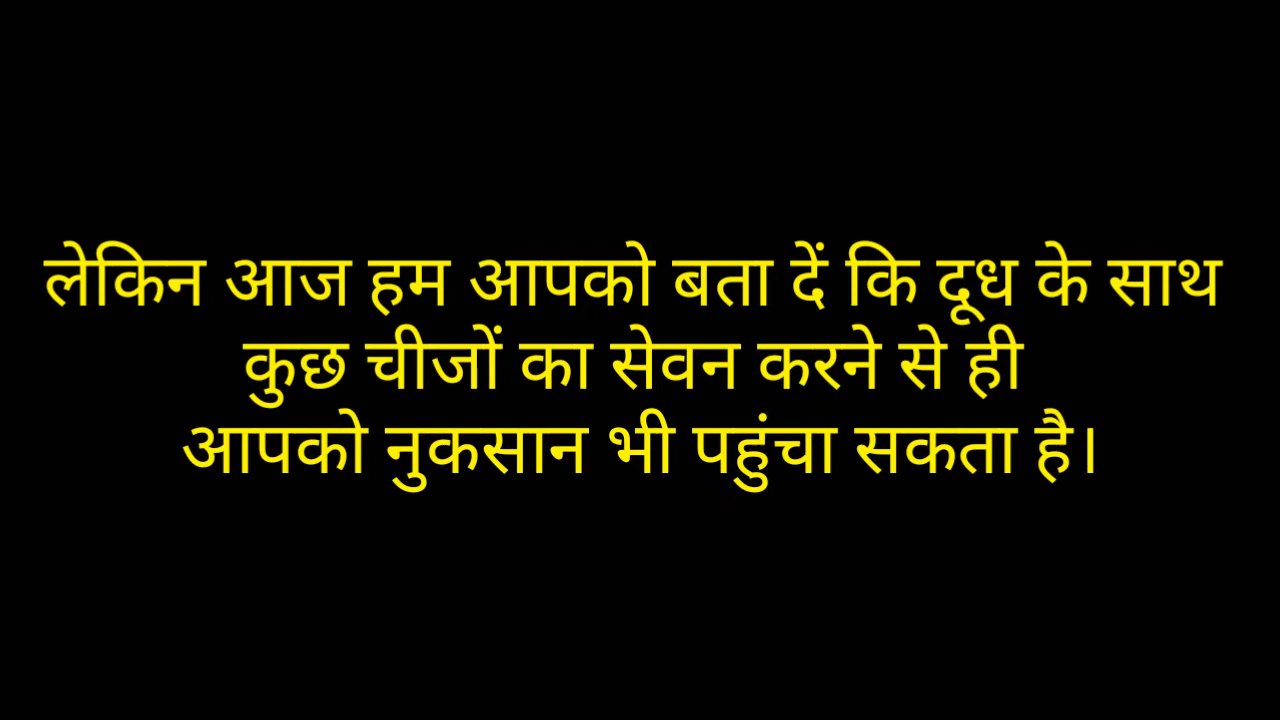 लेकिन आज हम आपको बता दें कि दूध के साथ
कुछ चीजों का सेवन करने से ही
आपको नुकसान भी पहुंचा सकता है।